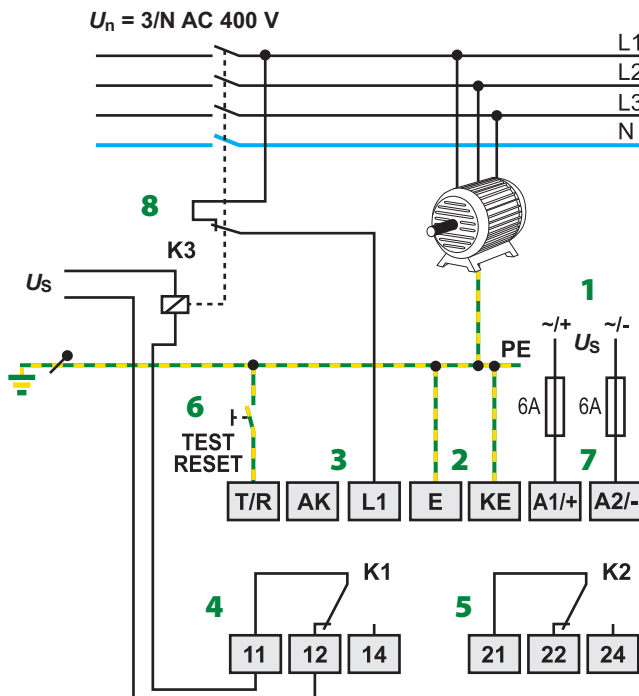 Un = 3/N AC 400 V
L1
L2
L3
N
8
K3
US
1
~/+
~/-
US
PE
6A
6A
6
TEST
RESET
3
2
7
T/R
AK
L1
E
KE
A1/+
A2/-
K1
K2
4
5
11
12
14
21
22
24